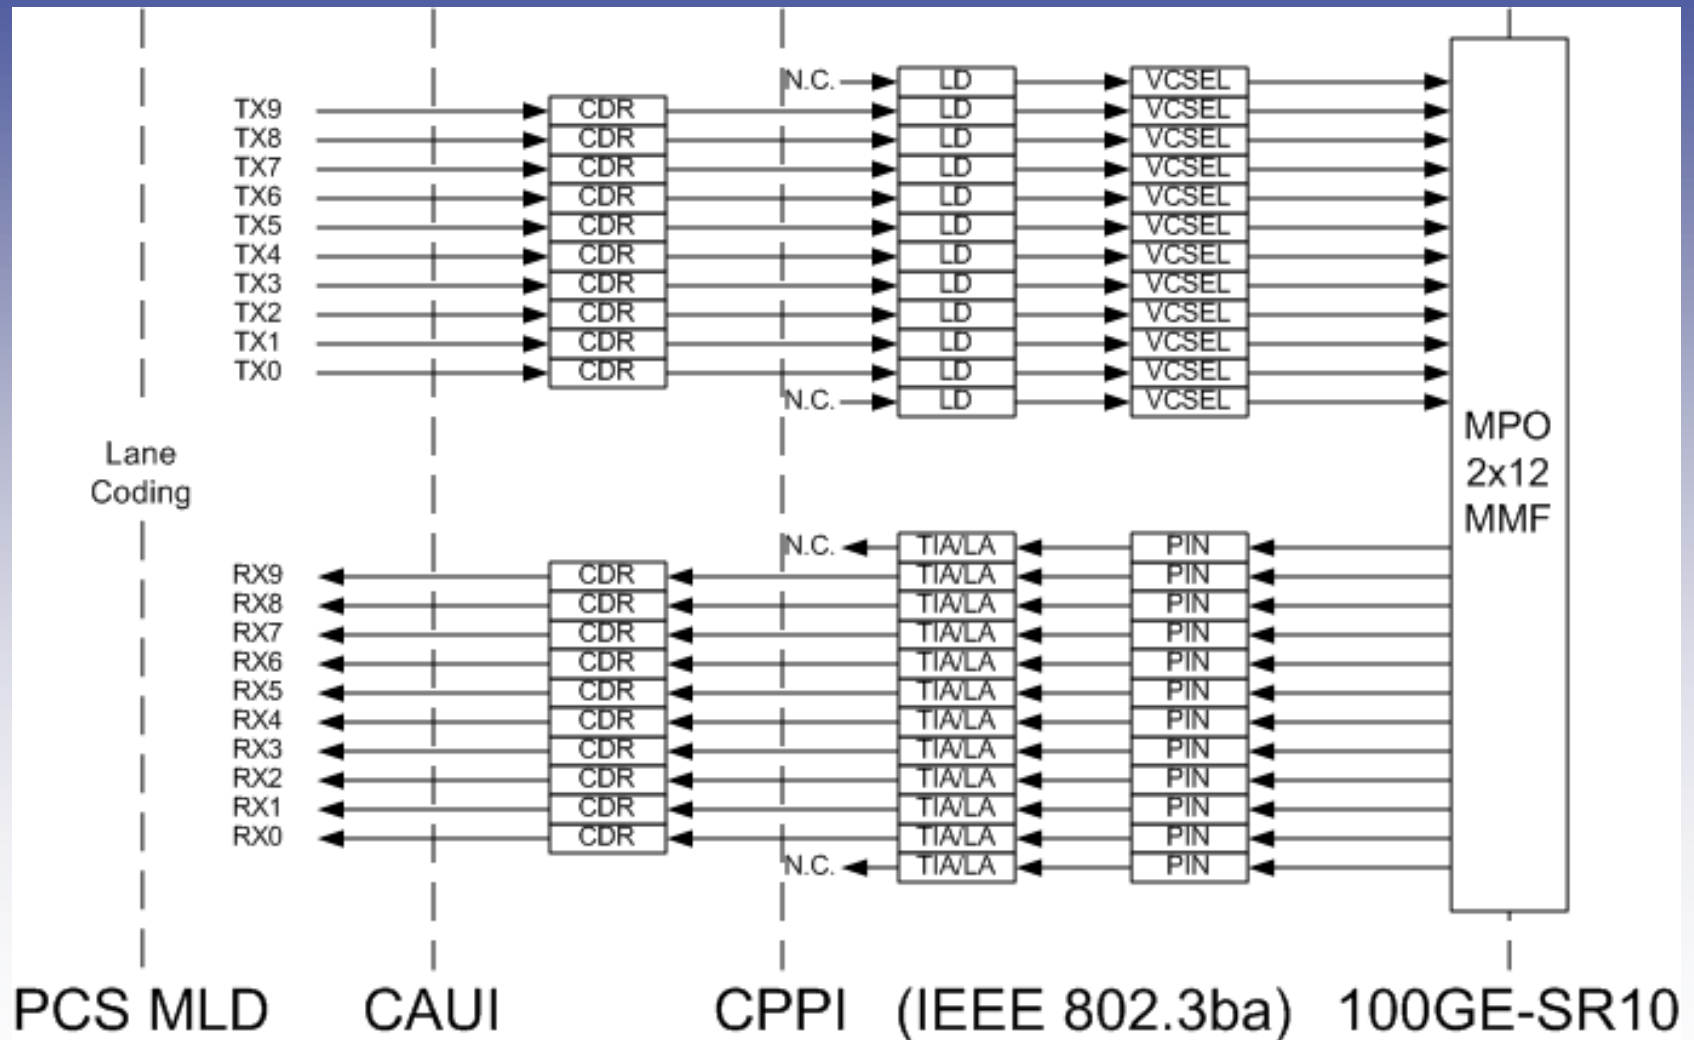 N.C. LD VCSEL
TX9 CDR LD VCSEL
TX8 CDR LD VCSEL
TX7 CDR LD VCSEL
TX6 CDR LD VCSEL
TX5 CDR LD VCSEL
TX4 CDR LD VCSEL
TX3 CDR LD VCSEL
TX2 CDR LD VCSEL
TX1 CDR LD VCSEL
TX0 CDR LD VCSEL
N.C. LD VCSEL
MPO
2x12
MMF
Lane
Coding
N.C. TIA/LA PIN
RX9 CDR TIA/LA PIN
RX8 CDR TIA/LA PIN
RX7 CDR TIA/LA PIN
RX6 CDR TIA/LA PIN
RX5 CDR TIA/LA PIN
RX4 CDR TIA/LA PIN
RX3 CDR TIA/LA PIN
RX2 CDR TIA/LA PIN
RX1 CDR TIA/LA PIN
RX0 CDR TIA/LA PIN
N.C. TIA/LA PIN
PCS MLD CAUI CPPI (IEEE 802.3ba) 100GE-SR10